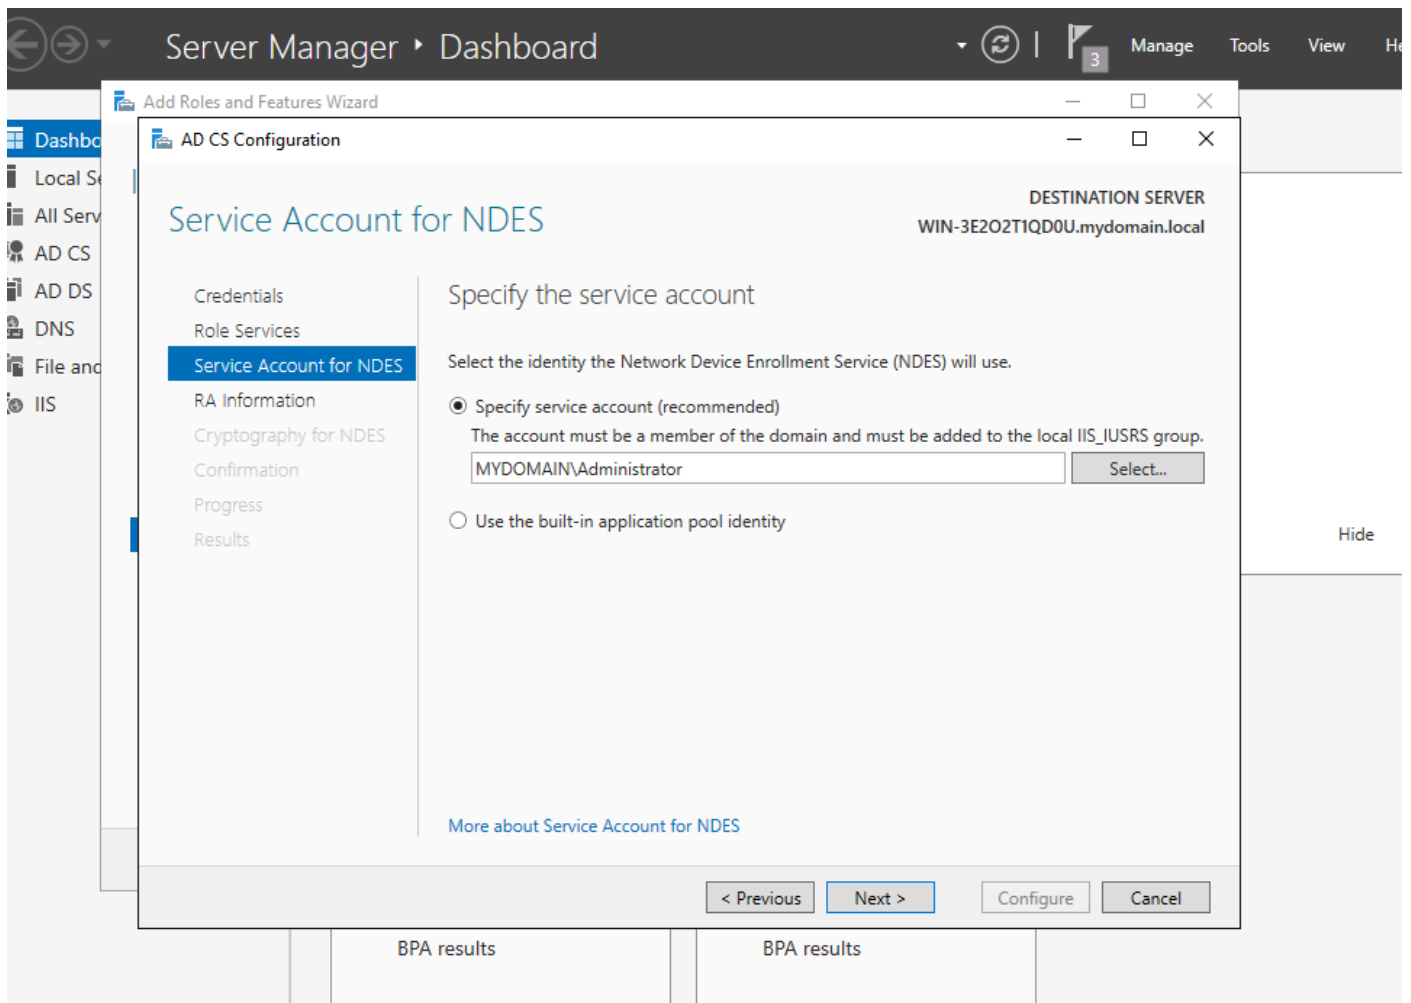 Server Manager ‣ Dashboard
3
Manage
Tools
View
Add Roles and Features Wizard
AD CS Configuration
Local
All
AD CS
AD DS
DNS
File and
IIS
Service Account for NDES
DESTINATION SERVER
WIN-3E2O2T1QD0U.mydomain.local
Credentials
Role Services
Service Account for NDES
RA Information
Cryptography for NDES
Confirmation
Progress
Results
Specify the service account
Select the identity the Network Device Enrollment Service (NDES) will use.
Specify service account (recommended)
The account must be a member of the domain and must be added to the local IIS_IUSRS group.
MYDOMAIN\Administrator
Select...
Use the built-in application pool identity
More about Service Account for NDES
Hide
< Previous
Next >
Configure
Cancel
BPA results
BPA results